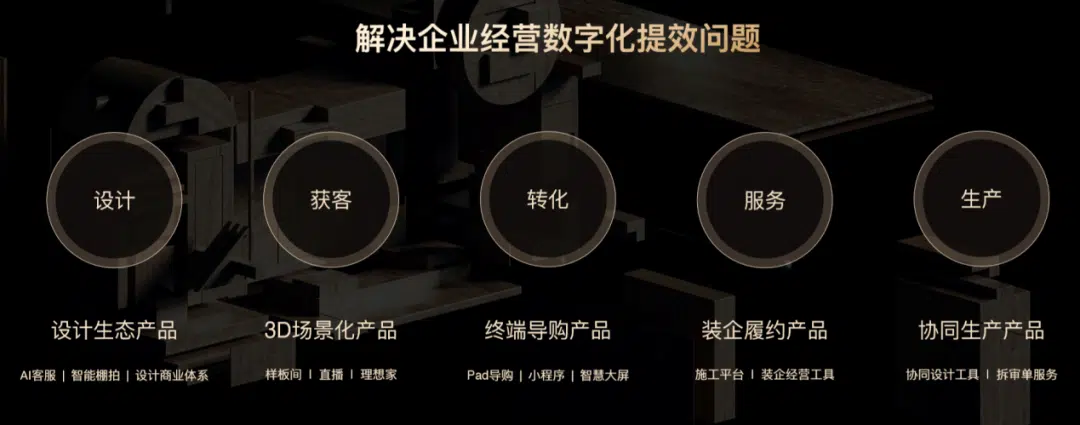 解决企业经营数字化提效问题
设计
获客
转化
服务
生产
设计生态产品
3D场景化产品
终端导购产品
装企履约产品
协同生产产品
AI客服 | 智能棚拍 | 设计商业体系
样板间 | 直播 | 理想家
Pad导购 | 小程序 | 智慧大屏
施工平台 | 装企经营工具
协同设计工具 | 拆审单服务